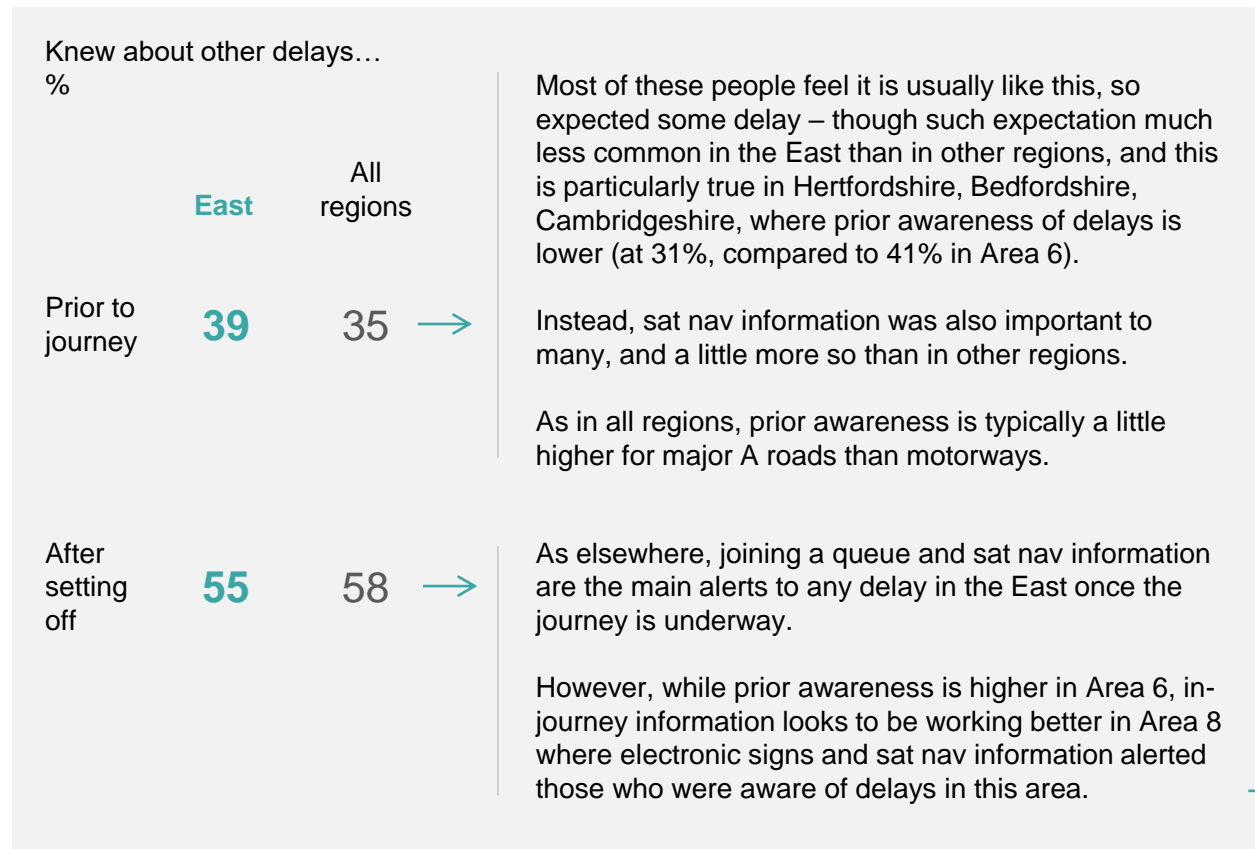 Knew about other delays…
%
East
All
regions
Prior to
journey
39
35
Most of these people feel it is usually like this, so
expected some delay – though such expectation much
less common in the East than in other regions, and this
is particularly true in Hertfordshire, Bedfordshire,
Cambridgeshire, where prior awareness of delays is
lower (at 31%, compared to 41% in Area 6).
Instead, sat nav information was also important to
many, and a little more so than in other regions.
As in all regions, prior awareness is typically a little
higher for major A roads than motorways.
After
setting
off
55
58
As elsewhere, joining a queue and sat nav information
are the main alerts to any delay in the East once the
journey is underway.
However, while prior awareness is higher in Area 6, in-
journey information looks to be working better in Area 8
where electronic signs and sat nav information alerted
those who were aware of delays in this area.